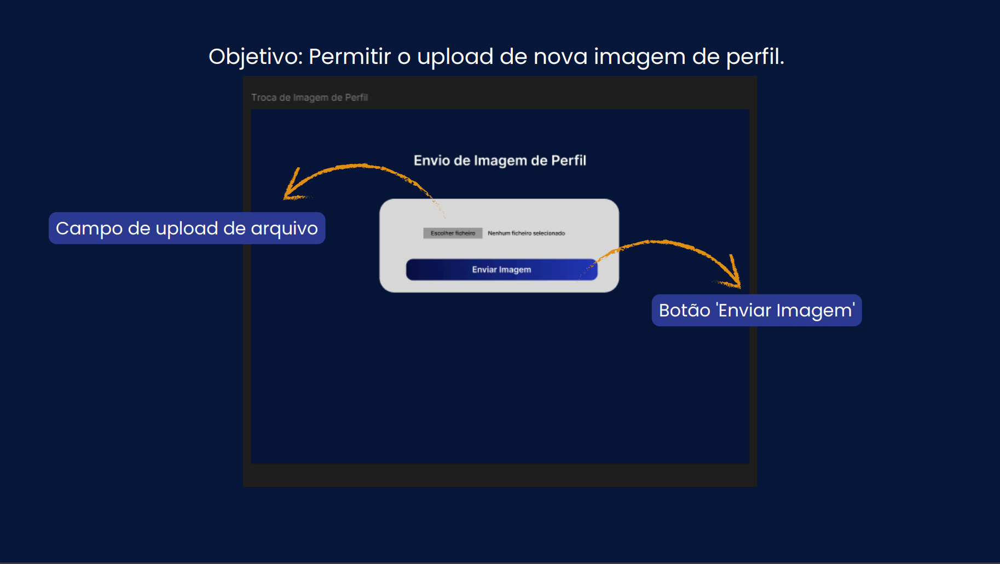 Objetivo: Permitir o upload de nova imagem de perfil.
Troca de Imagem de Perfil
Envio de Imagem de Perfil
Campo de upload de arquivo
Escolher ficheiro Nenhum ficheiro selecionado
Enviar Imagem
Botão 'Enviar Imagem'